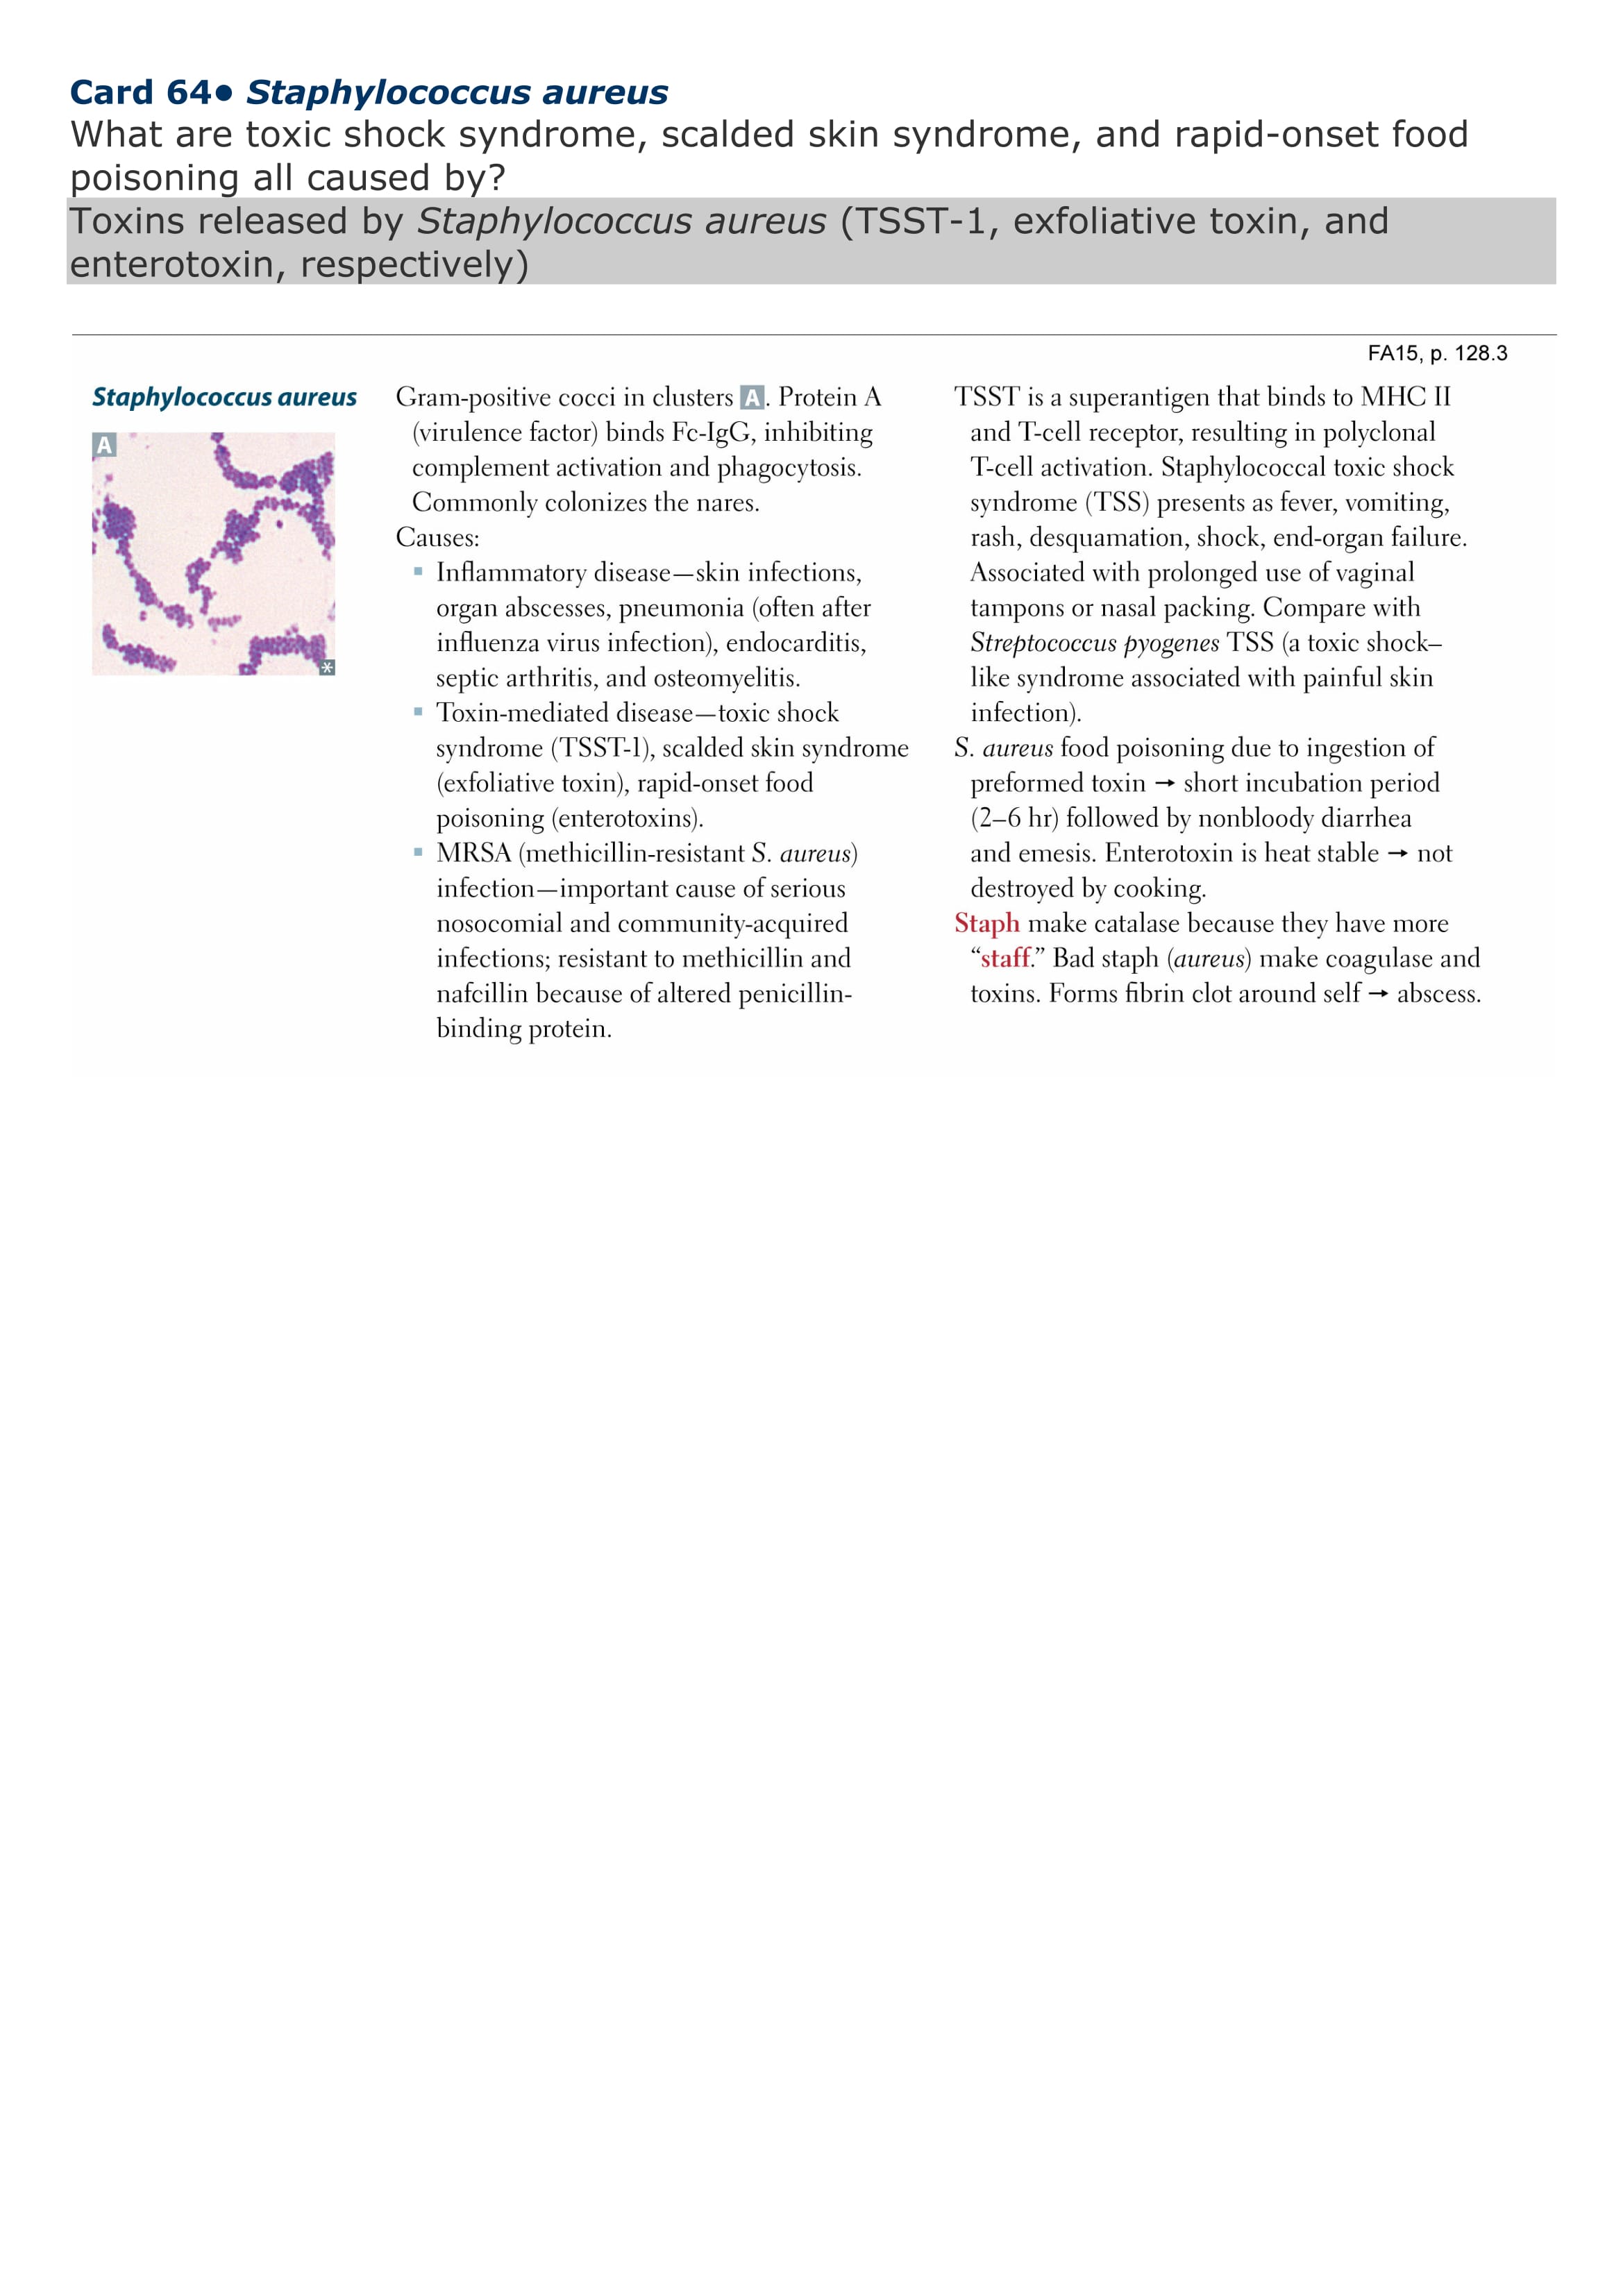 Card 64● Staphylococcus aureus
What are toxic shock syndrome, scalded skin syndrome, and rapid-onset food
poisoning all caused by?
Toxins released by Staphylococcus aureus (TSST-1, exfoliative toxin, and
enterotoxin, respectively)
FA15, p. 128.3
Staphylococcus aureus
A
*
Gram-positive cocci in clusters A. Protein A
(virulence factor) binds Fc-IgG, inhibiting
complement activation and phagocytosis.
Commonly colonizes the nares.
Causes:
▪ Inflammatory disease—skin infections,
organ abscesses, pneumonia (often after
influenza virus infection), endocarditis,
septic arthritis, and osteomyelitis.
▪ Toxin-mediated disease—toxic shock
syndrome (TSST-1), scalded skin syndrome
(exfoliative toxin), rapid-onset food
poisoning (enterotoxins).
▪ MRSA (methicillin-resistant S. aureus)
infection—important cause of serious
nosocomial and community-acquired
infections; resistant to methicillin and
nafcillin because of altered penicillin-
binding protein.
TSST is a superantigen that binds to MHC II
and T-cell receptor, resulting in polyclonal
T-cell activation. Staphylococcal toxic shock
syndrome (TSS) presents as fever, vomiting,
rash, desquamation, shock, end-organ failure.
Associated with prolonged use of vaginal
tampons or nasal packing. Compare with
Streptococcus pyogenes TSS (a toxic shock–
like syndrome associated with painful skin
infection).
S. aureus food poisoning due to ingestion of
preformed toxin → short incubation period
(2–6 hr) followed by nonbloody diarrhea
and emesis. Enterotoxin is heat stable → not
destroyed by cooking.
Staph make catalase because they have more
“staff.” Bad staph (aureus) make coagulase and
toxins. Forms fibrin clot around self → abscess.